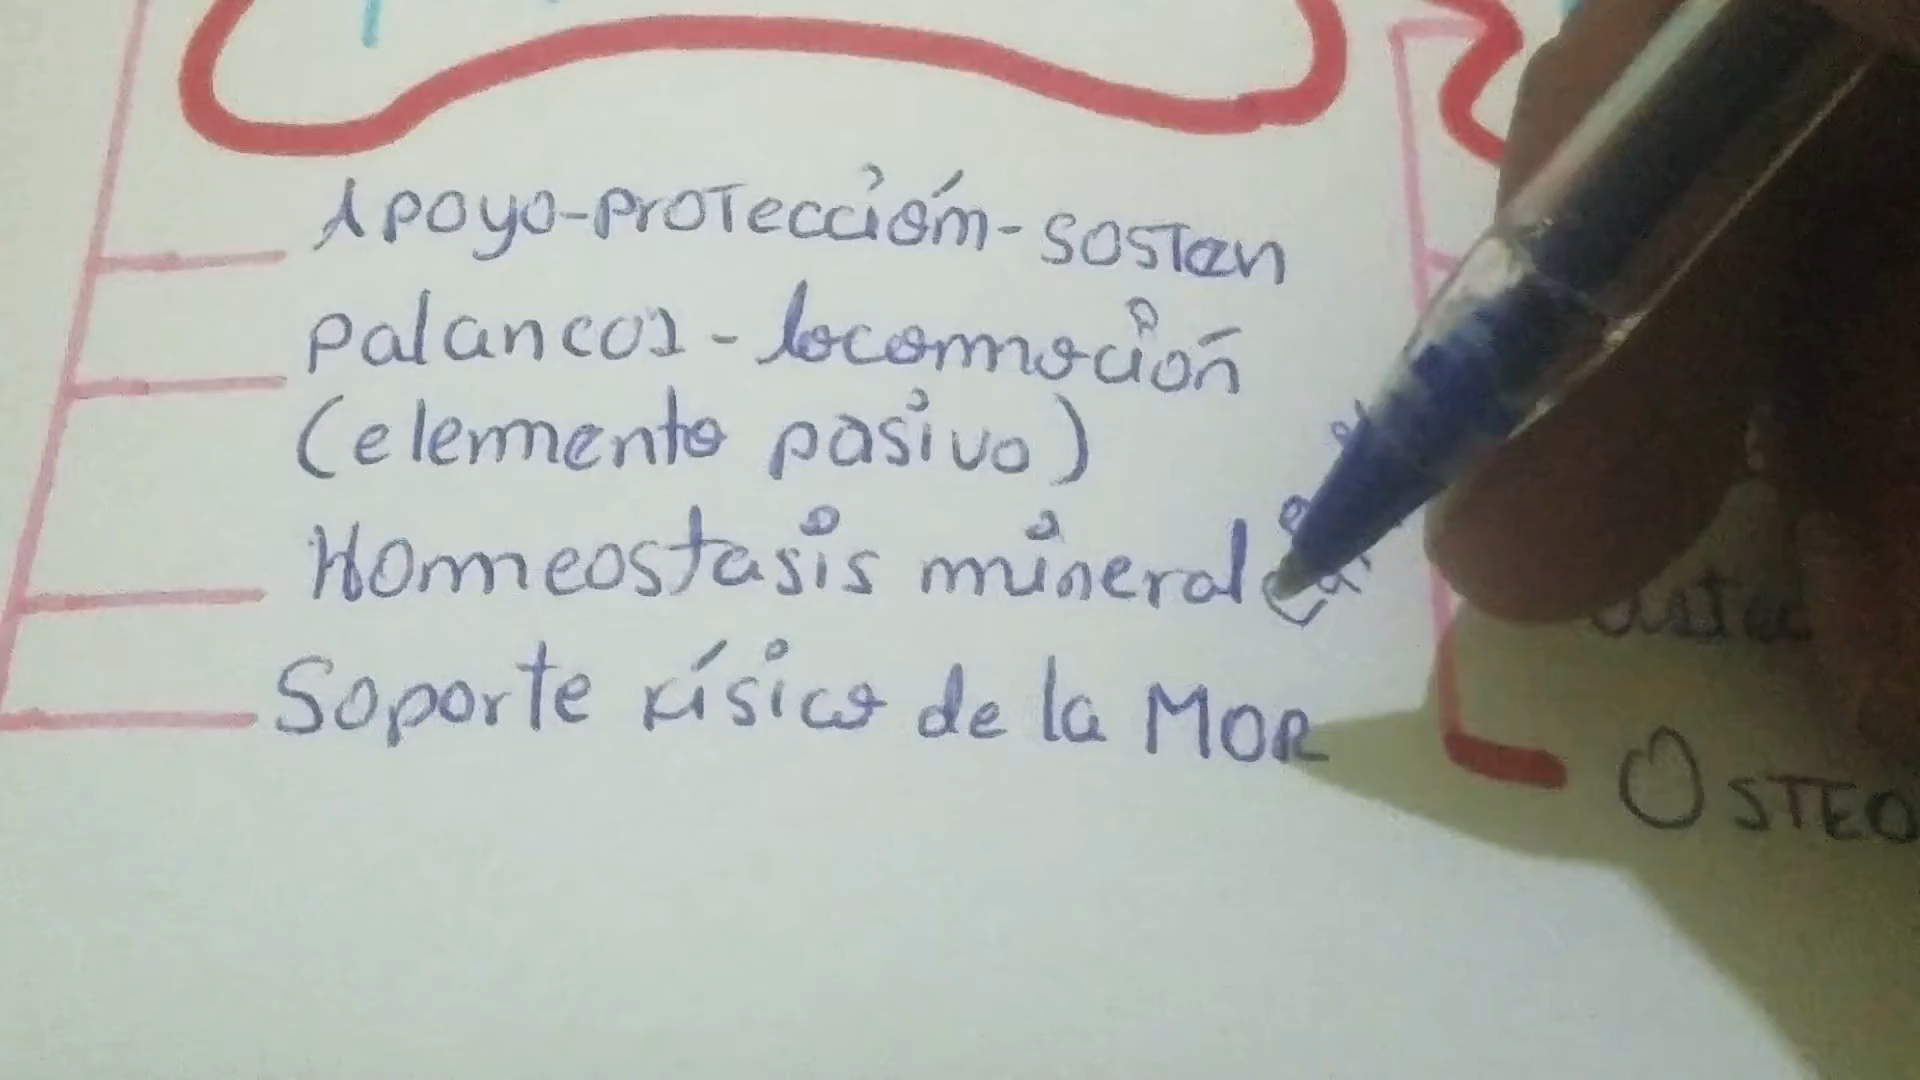 Apoyo-protección-sosten
palancas - locomoción
(elemento pasivo)
Homeostasis mineral
Soporte físico de la MOR
OSTEO